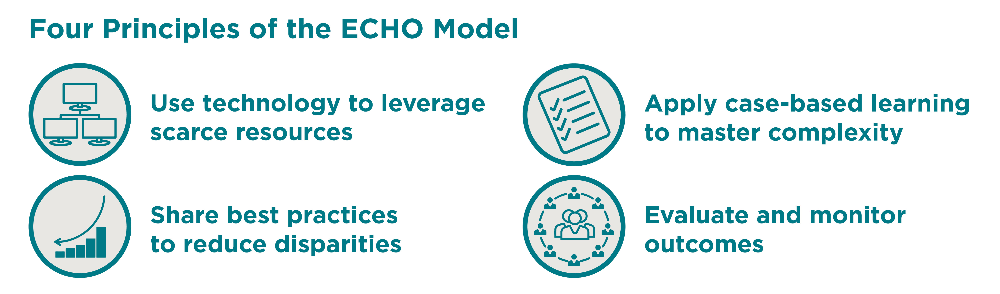 Four Principles of the ECHO Model
Use technology to leverage
scarce resources
Apply case-based learning
to master complexity
Share best practices
to reduce disparities
Evaluate and monitor
outcomes